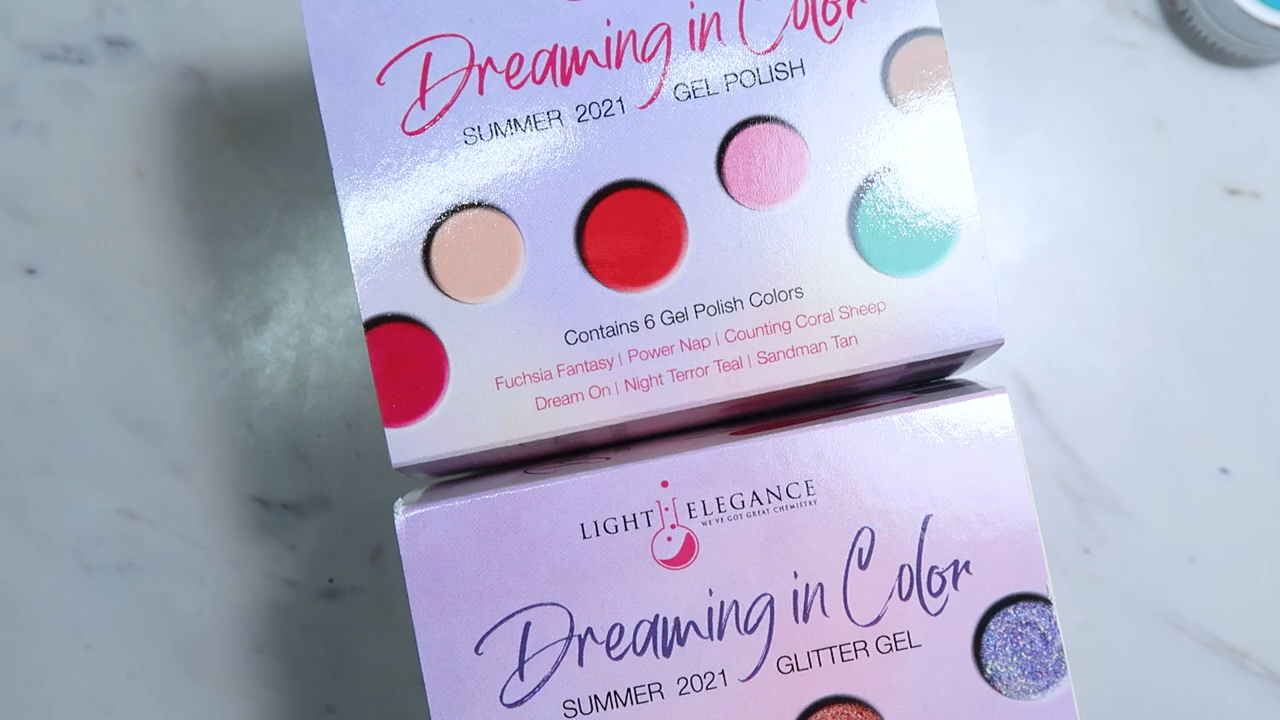 Dreaming in Color
SUMMER 2021 GEL POLISH
Contains 6 Gel Polish Colors
Fuchsia Fantasy | Power Nap | Counting Coral Sheep
Dream On | Night Terror Teal | Sandman Tan
LIGHT ELEGANCE
WE'VE GOT GREAT CHEMISTRY
Dreaming in Color
SUMMER 2021 GLITTER GEL